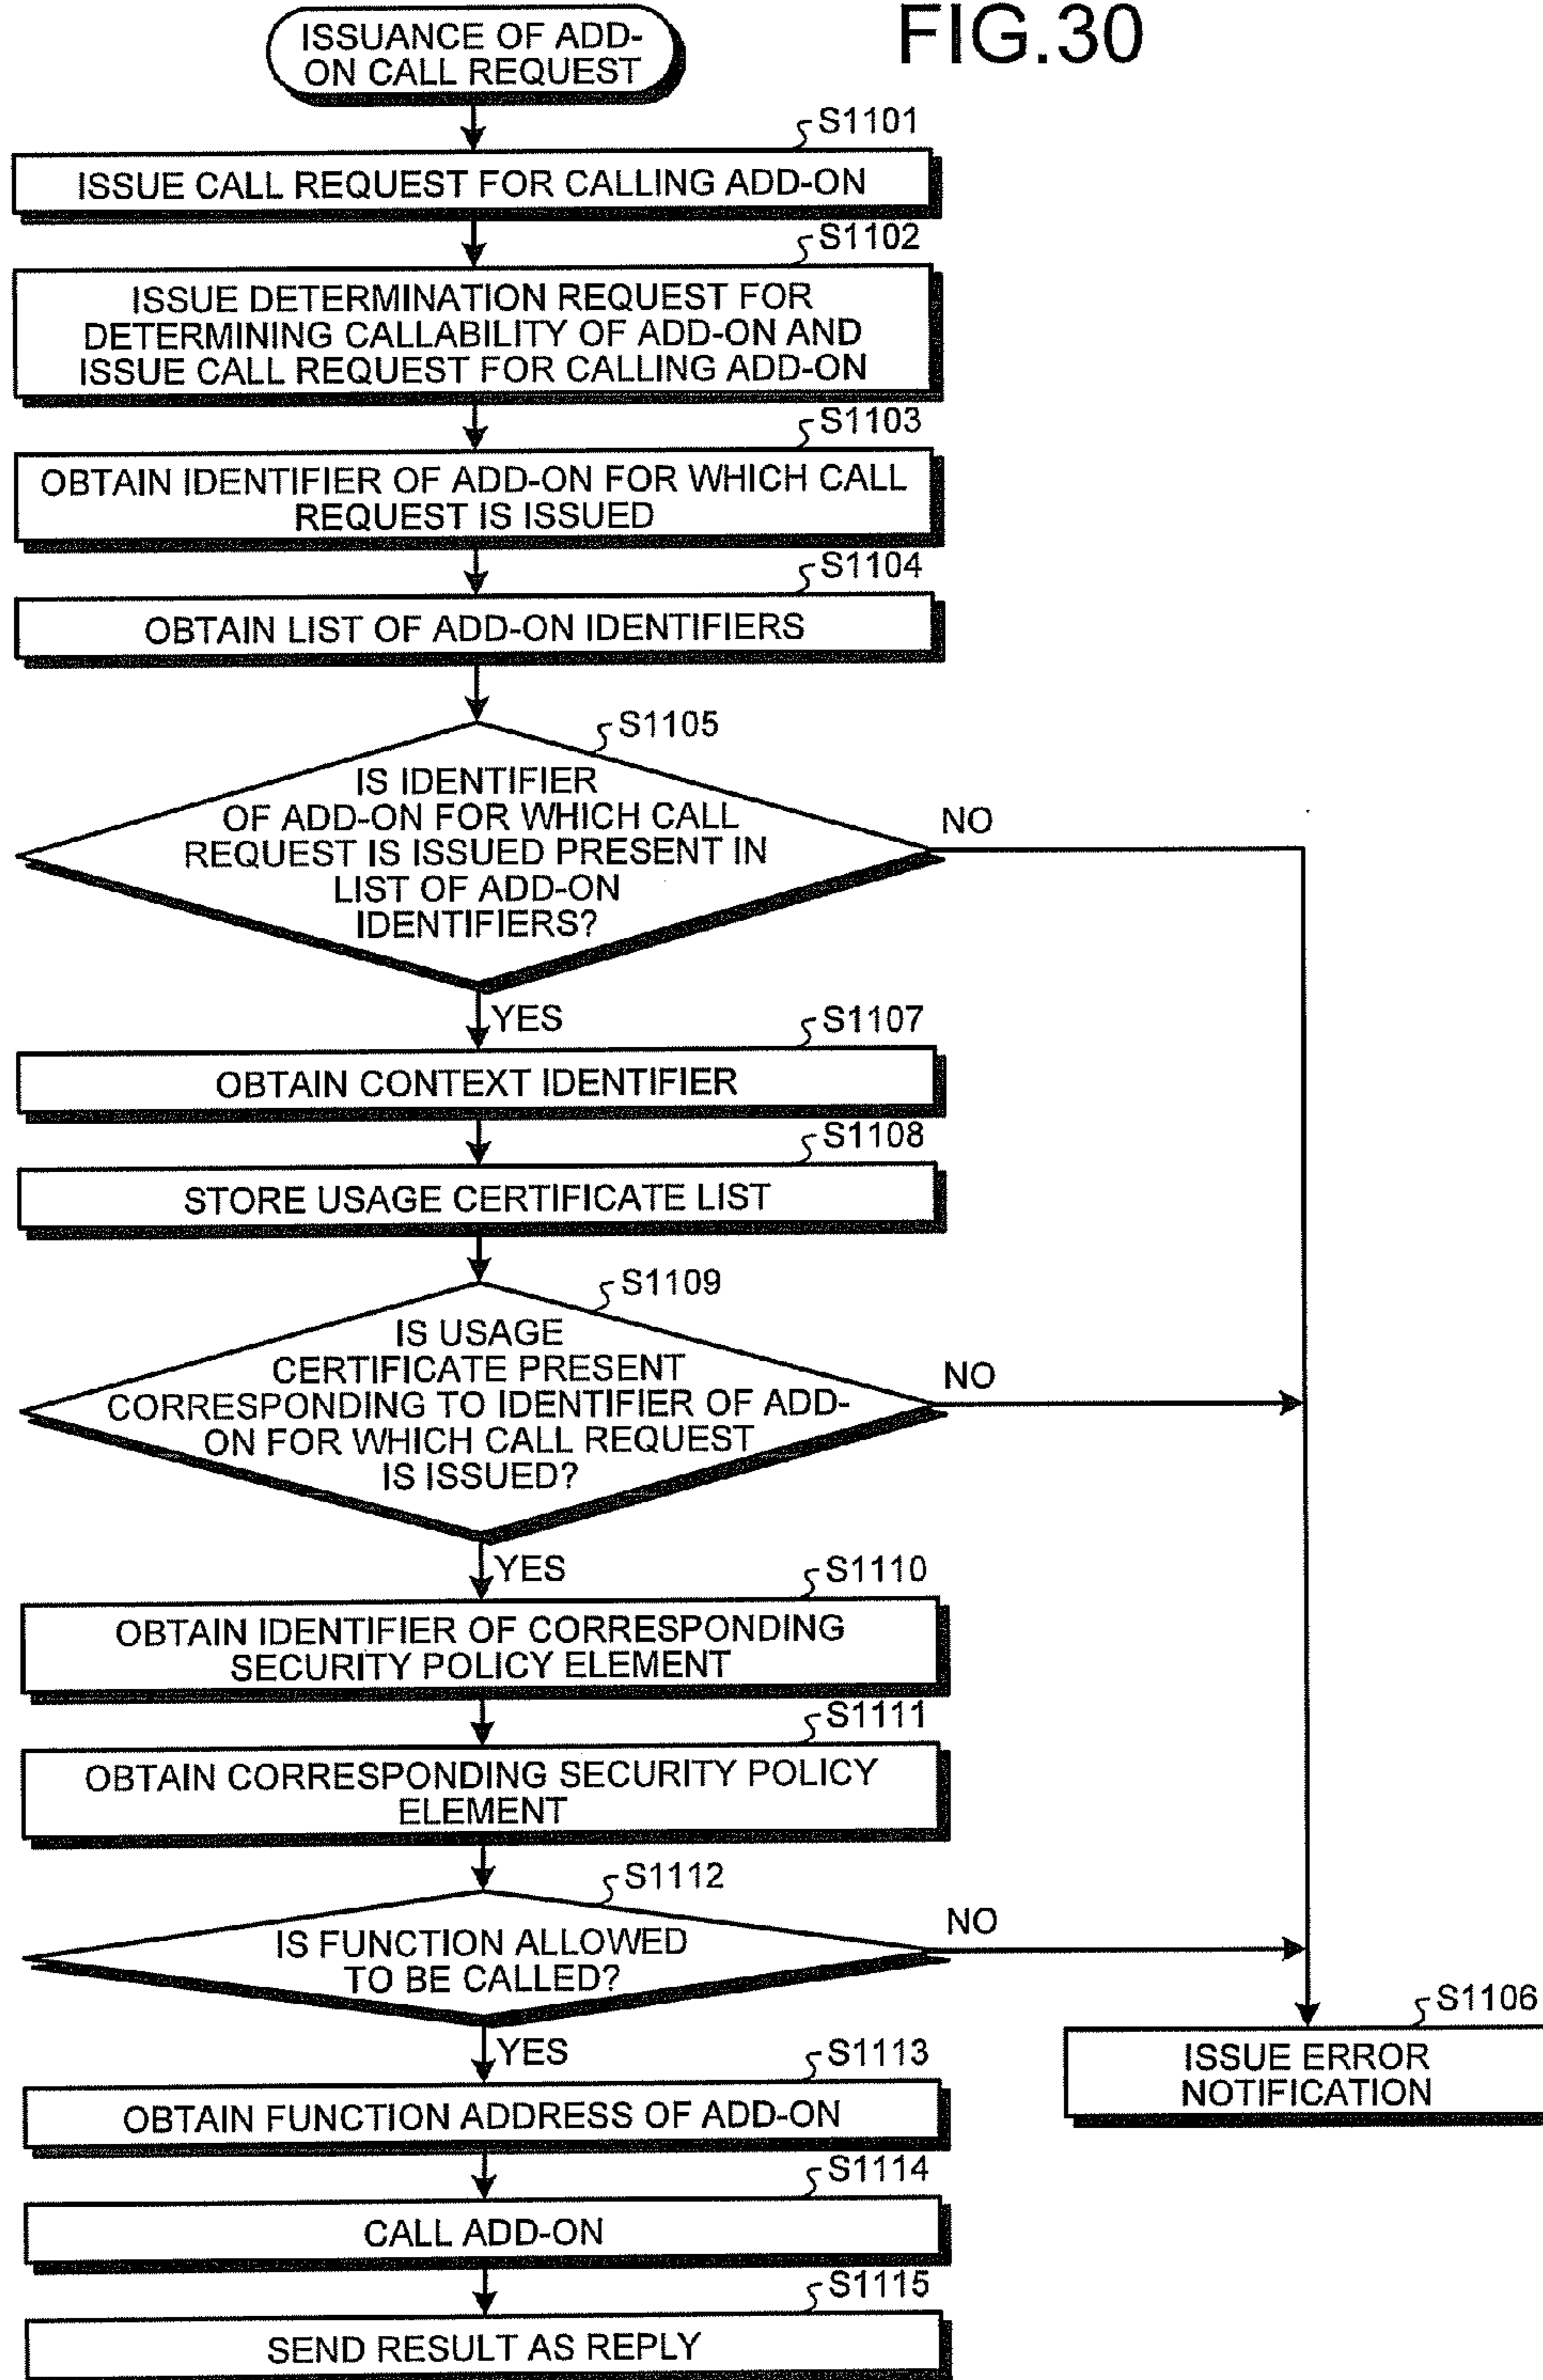 FIG.30
ISSUANCE OF ADD-
ON CALL REQUEST
S1101
ISSUE CALL REQUEST FOR CALLING ADD-ON
S1102
ISSUE DETERMINATION REQUEST FOR
DETERMINING CALLABILITY OF ADD-ON AND
ISSUE CALL REQUEST FOR CALLING ADD-ON
S1103
OBTAIN IDENTIFIER OF ADD-ON FOR WHICH CALL
REQUEST IS ISSUED
S1104
OBTAIN LIST OF ADD-ON IDENTIFIERS
S1105
IS IDENTIFIER
OF ADD-ON FOR WHICH CALL
REQUEST IS ISSUED PRESENT IN
LIST OF ADD-ON
IDENTIFIERS?
NO
YES
S1107
OBTAIN CONTEXT IDENTIFIER
S1108
STORE USAGE CERTIFICATE LIST
S1109
IS USAGE
CERTIFICATE PRESENT
CORRESPONDING TO IDENTIFIER OF ADD-
ON FOR WHICH CALL REQUEST
IS ISSUED?
NO
YES
S1110
OBTAIN IDENTIFIER OF CORRESPONDING
SECURITY POLICY ELEMENT
S1111
OBTAIN CORRESPONDING SECURITY POLICY
ELEMENT
S1112
IS FUNCTION ALLOWED
TO BE CALLED?
NO
YES
S1106
ISSUE ERROR
NOTIFICATION
S1113
OBTAIN FUNCTION ADDRESS OF ADD-ON
S1114
CALL ADD-ON
S1115
SEND RESULT AS REPLY